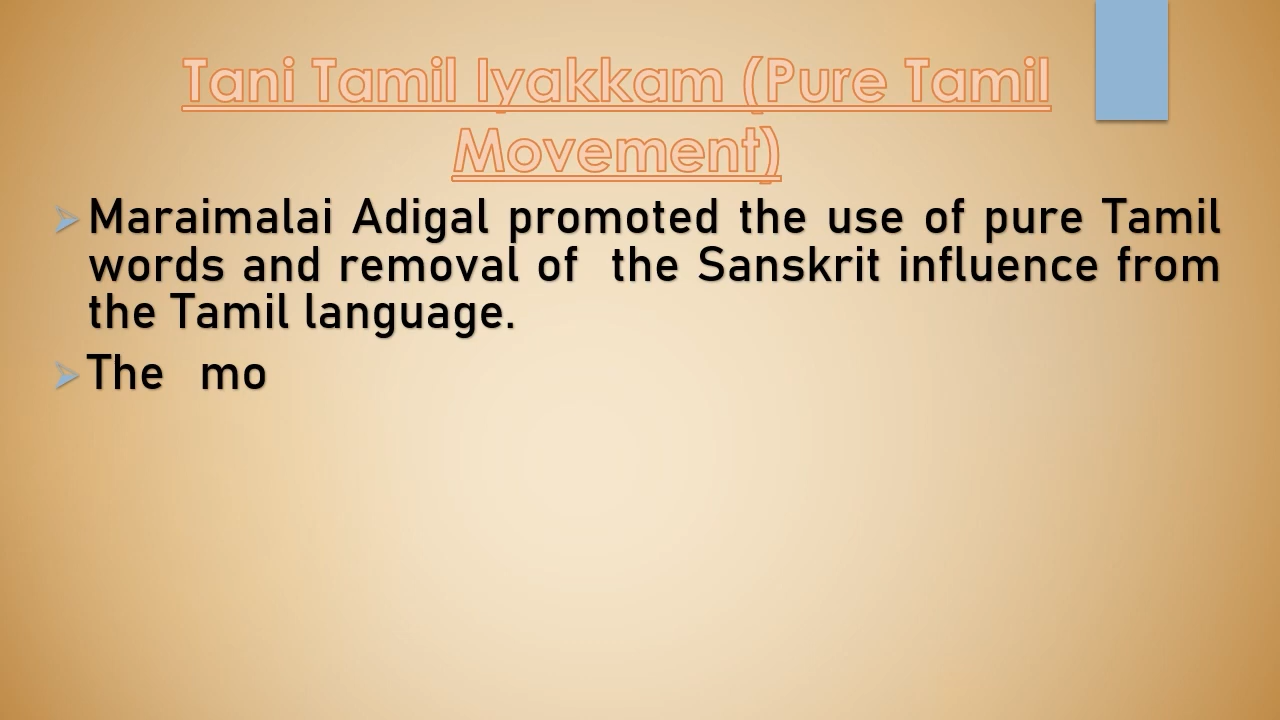 Tani Tamil Iyakkam (Pure Tamil
Movement)
Maraimalai Adigal promoted the use of pure Tamil
words and removal of the Sanskrit influence from
the Tamil language.
The mo